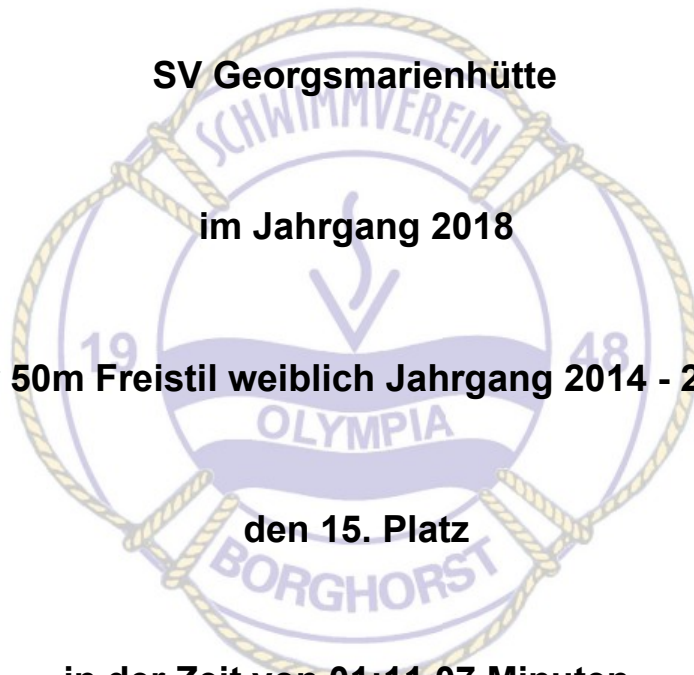 SV Georgsmarienhütte
SCHWIMMVEREIN
im Jahrgang 2018
19 48
50m Freistil weiblich Jahrgang 2014 - 2
OLYMPIA
den 15. Platz
BORGHORST
in der Zeit von 01:11,07 Minuten